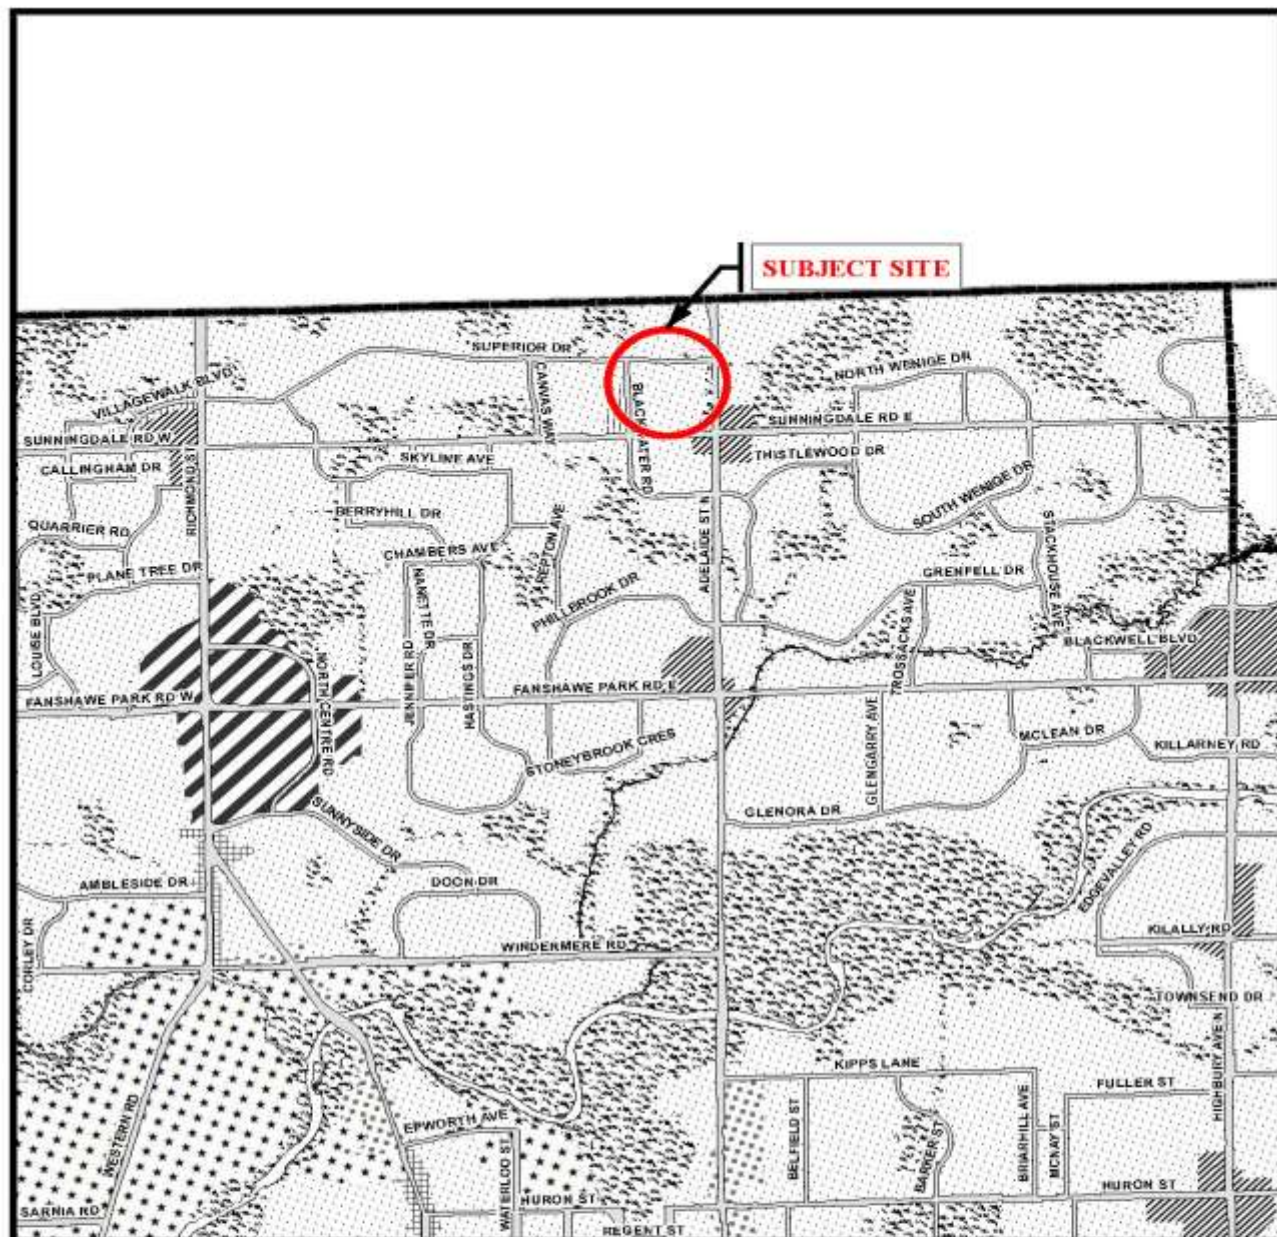 SUBJECT SITE
SUPERIOR DR
NORTH WENIGE DR
VILLAGEWALK BLVD
CANVAS WAY
BLACKWATER RD
SUNNINGDALE RD E
SUNNINGDALE RD W
THISTLEWOOD DR
CALLINGHAM DR
SKYLINE AVE
RICHMOND ST
BERRYHILL DR
SOUTH WENIGE DR
QUARRIER RD
REPTON AVE
ADELAIDE ST N
STACKHOUSE AVE
CHAMBERS AVE
PLANE TREE DR
GRENFELL DR
NANETTE DR
PHILLBROOK DR
LOUISE BLVD
TROSSACKS AVE
BLACKWELL BLVD
JENNIFER RD
HASTINGS DR
NORTH CENTRE RD
FANSHAWE PARK RD W
FANSHAWE PARK RD E
STONEYBROOK CRES
GLENGARRY AVE
MCLEAN DR
KILLARNEY RD
SUNNYSIDE DR
GLENORA DR
EDGEVALLEY RD
AMBLESIDE DR
DOON DR
CORLEY DR
WINDERMERE RD
KILALLY RD
TOWNSEND DR
HIGHBURY AVE N
KIPPS LANE
FULLER ST
WESTERN RD
EPWORTH AVE
BELFIELD ST
BARKER ST
BRIARHILL AVE
MCNAY ST
WATERLOO ST
HURON ST
HURON ST
SARNIA RD
REGENT ST